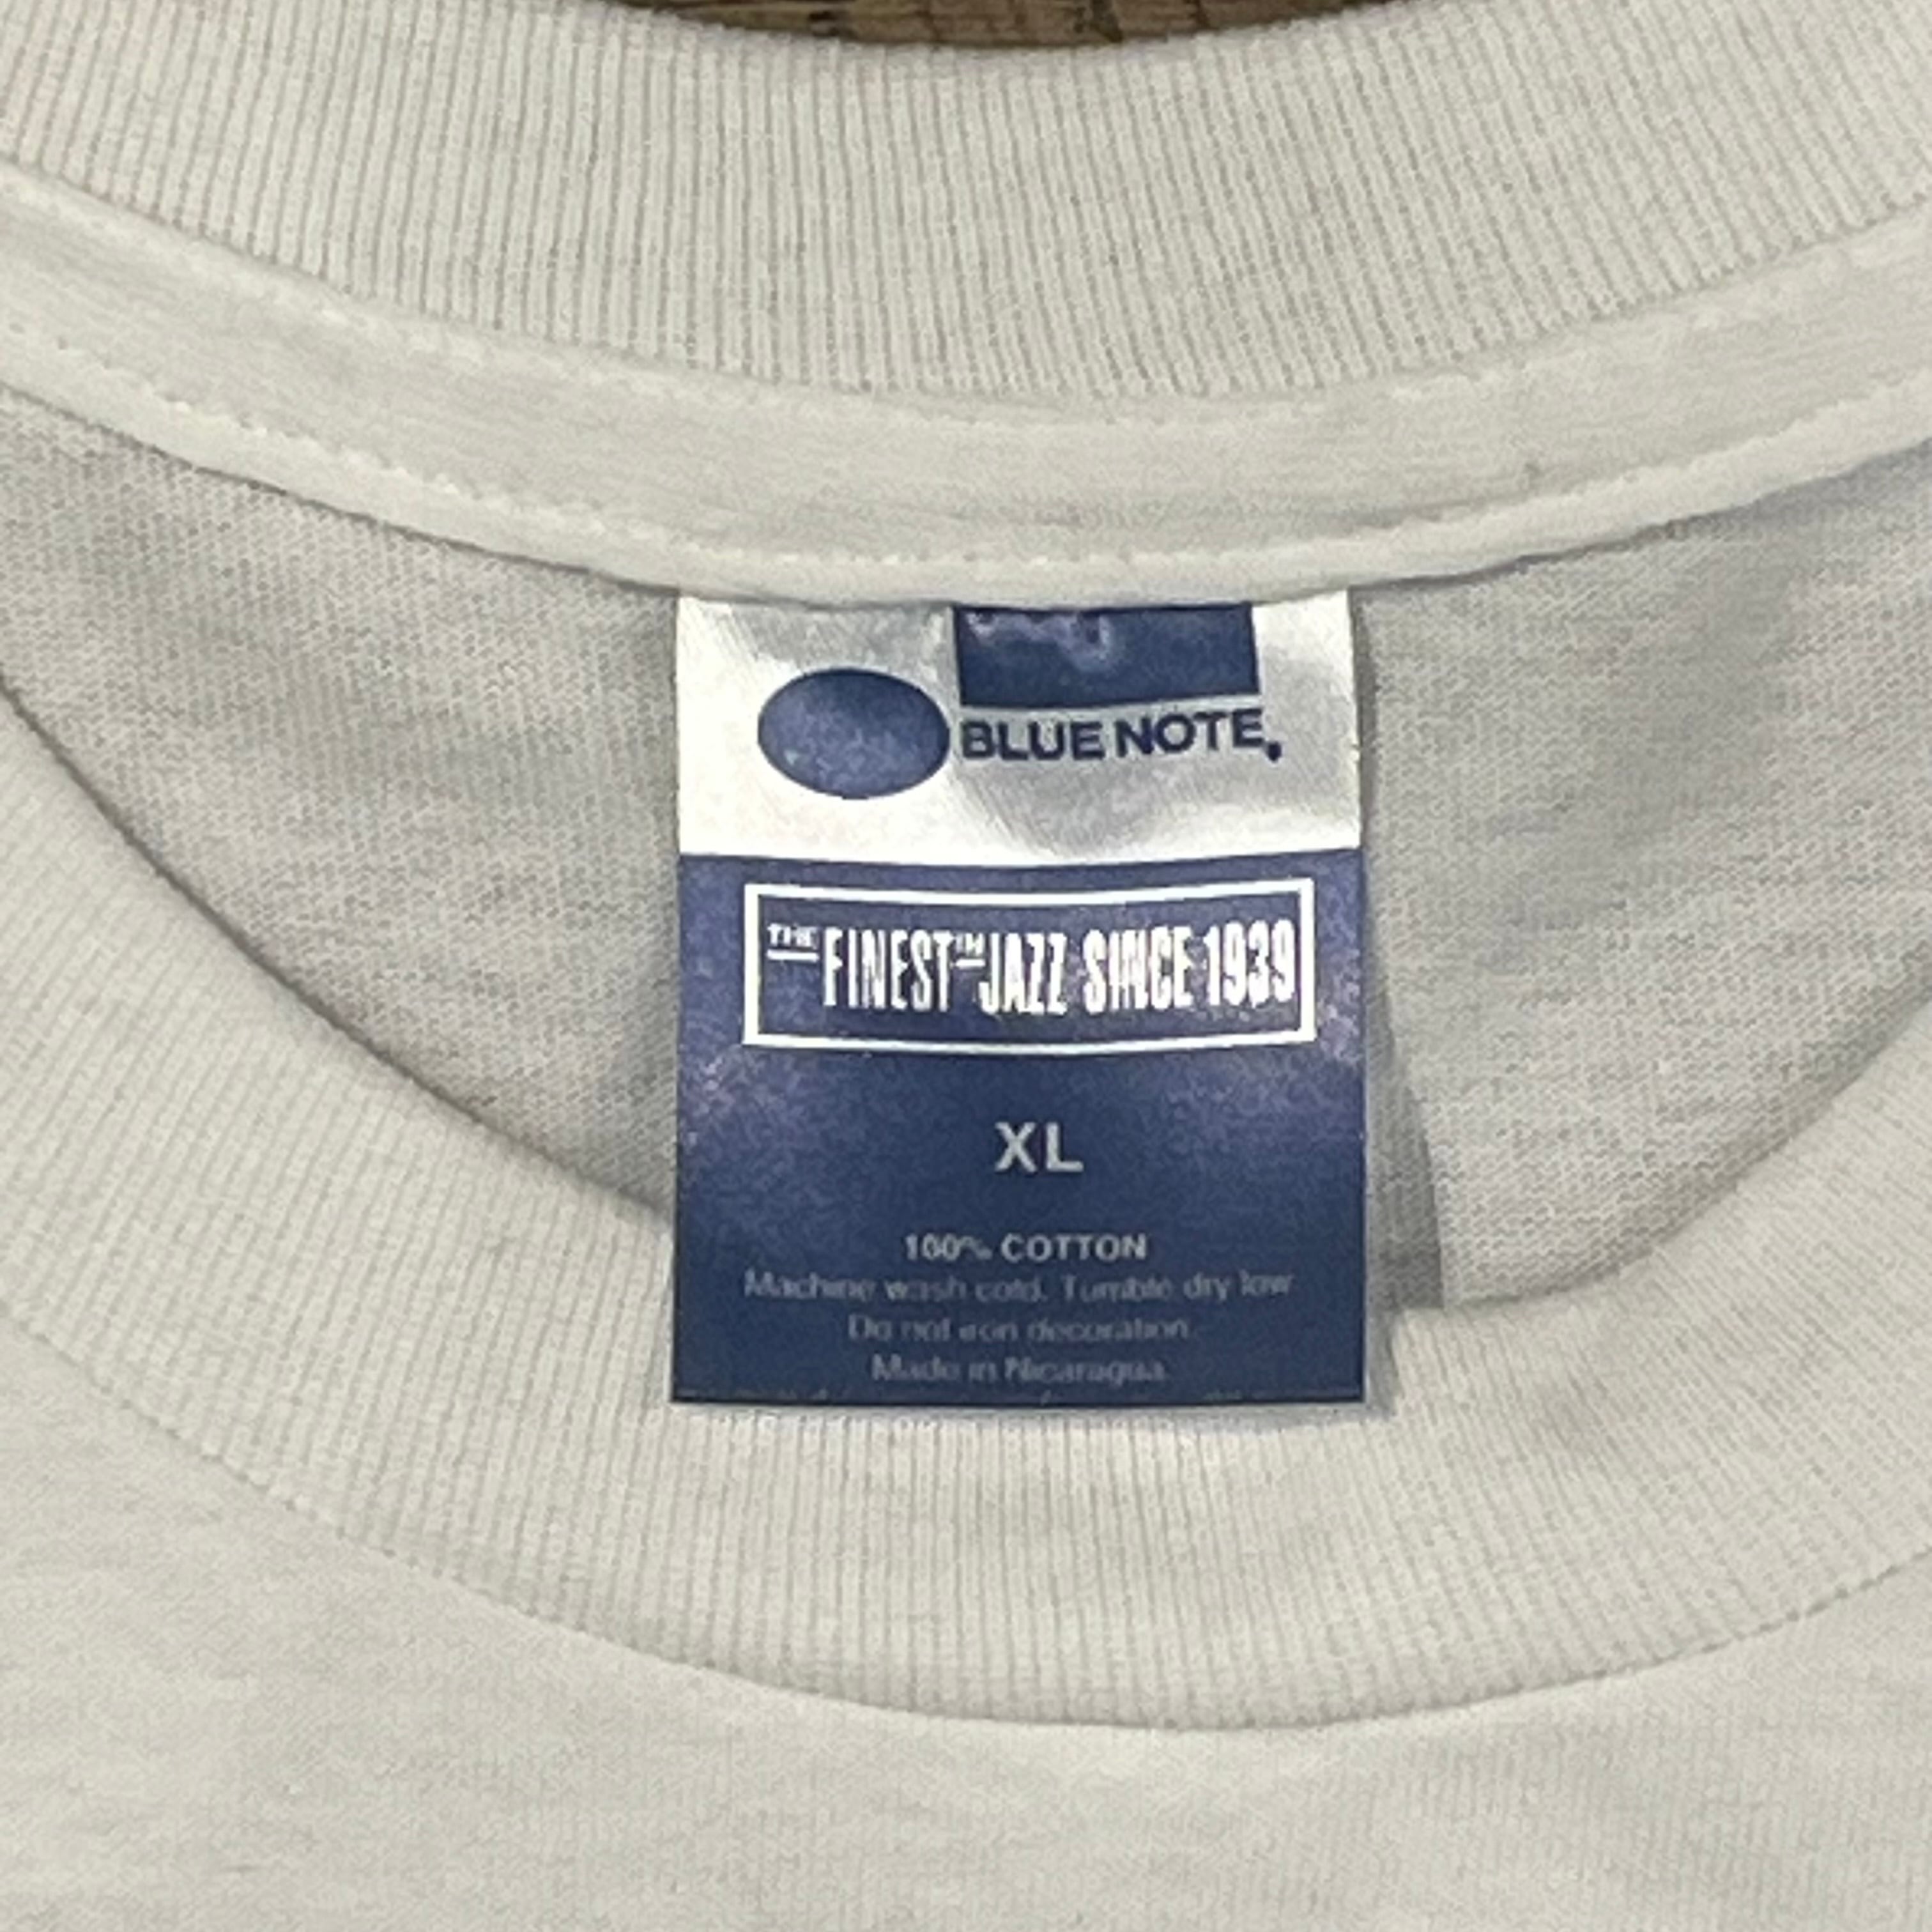 BLUE NOTE
THE FINEST IN JAZZ SINCE 1939
XL
100% COTTON
Machine wash cold. Tumble dry low
Do not iron decoration.
Made in Nicaragua.